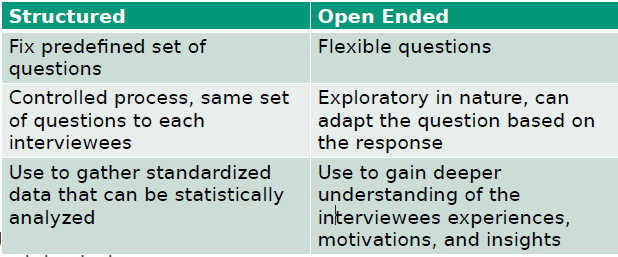 Structured
Open Ended
Fix predefined set of
questions
Flexible questions
Controlled process, same set
of questions to each
interviewees
Exploratory in nature, can
adapt the question based on
the response
Use to gather standardized
data that can be statistically
analyzed
Use to gain deeper
understanding of the
interviewees experiences,
motivations, and insights